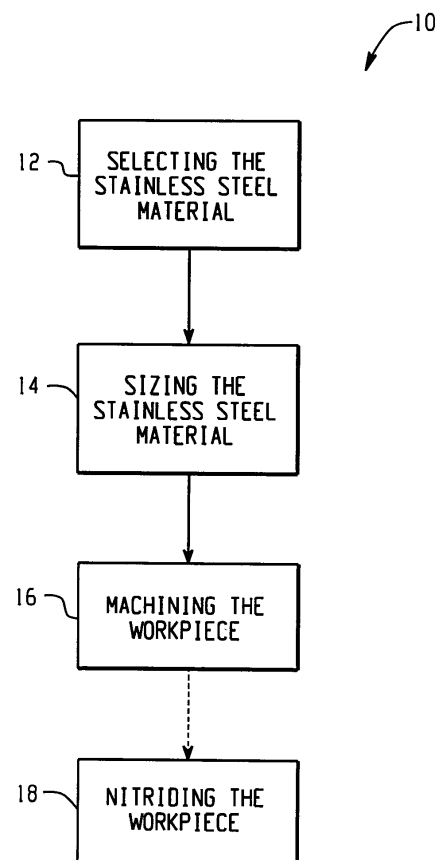 10
12
SELECTING THE
STAINLESS STEEL
MATERIAL
14
SIZING THE
STAINLESS STEEL
MATERIAL
16
MACHINING THE
WORKPIECE
18
NITRIDING THE
WORKPIECE